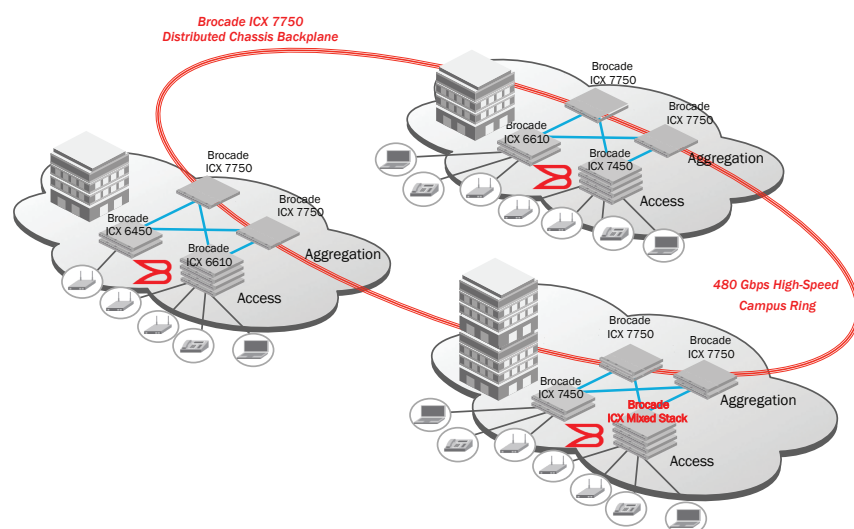 Brocade ICX 7750
Distributed Chassis Backplane
Brocade
ICX 7750
Brocade
ICX 7750
Brocade
ICX 6610
Brocade
ICX 7450
Aggregation
Access
Brocade
ICX 7750
Brocade
ICX 7750
Brocade
ICX 6450
Brocade
ICX 6610
Aggregation
Access
480 Gbps High-Speed
Campus Ring
Brocade
ICX 7750
Brocade
ICX 7750
Brocade
ICX 7450
Brocade
ICX Mixed Stack
Aggregation
Access